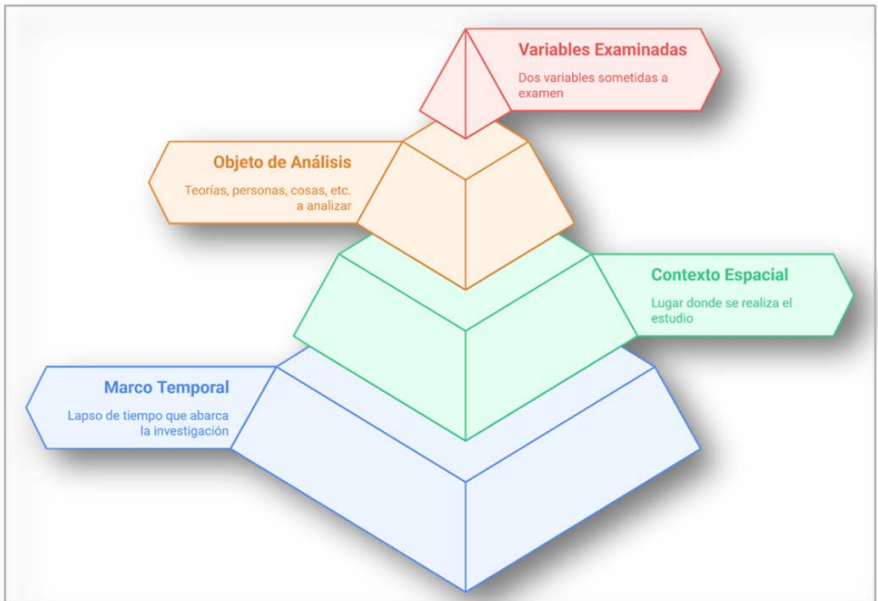 Variables Examinadas
Dos variables sometidas a
examen
Objeto de Análisis
Teorías, personas, cosas, etc.
a analizar
Contexto Espacial
Lugar donde se realiza el
estudio
Marco Temporal
Lapso de tiempo que abarca
la investigación